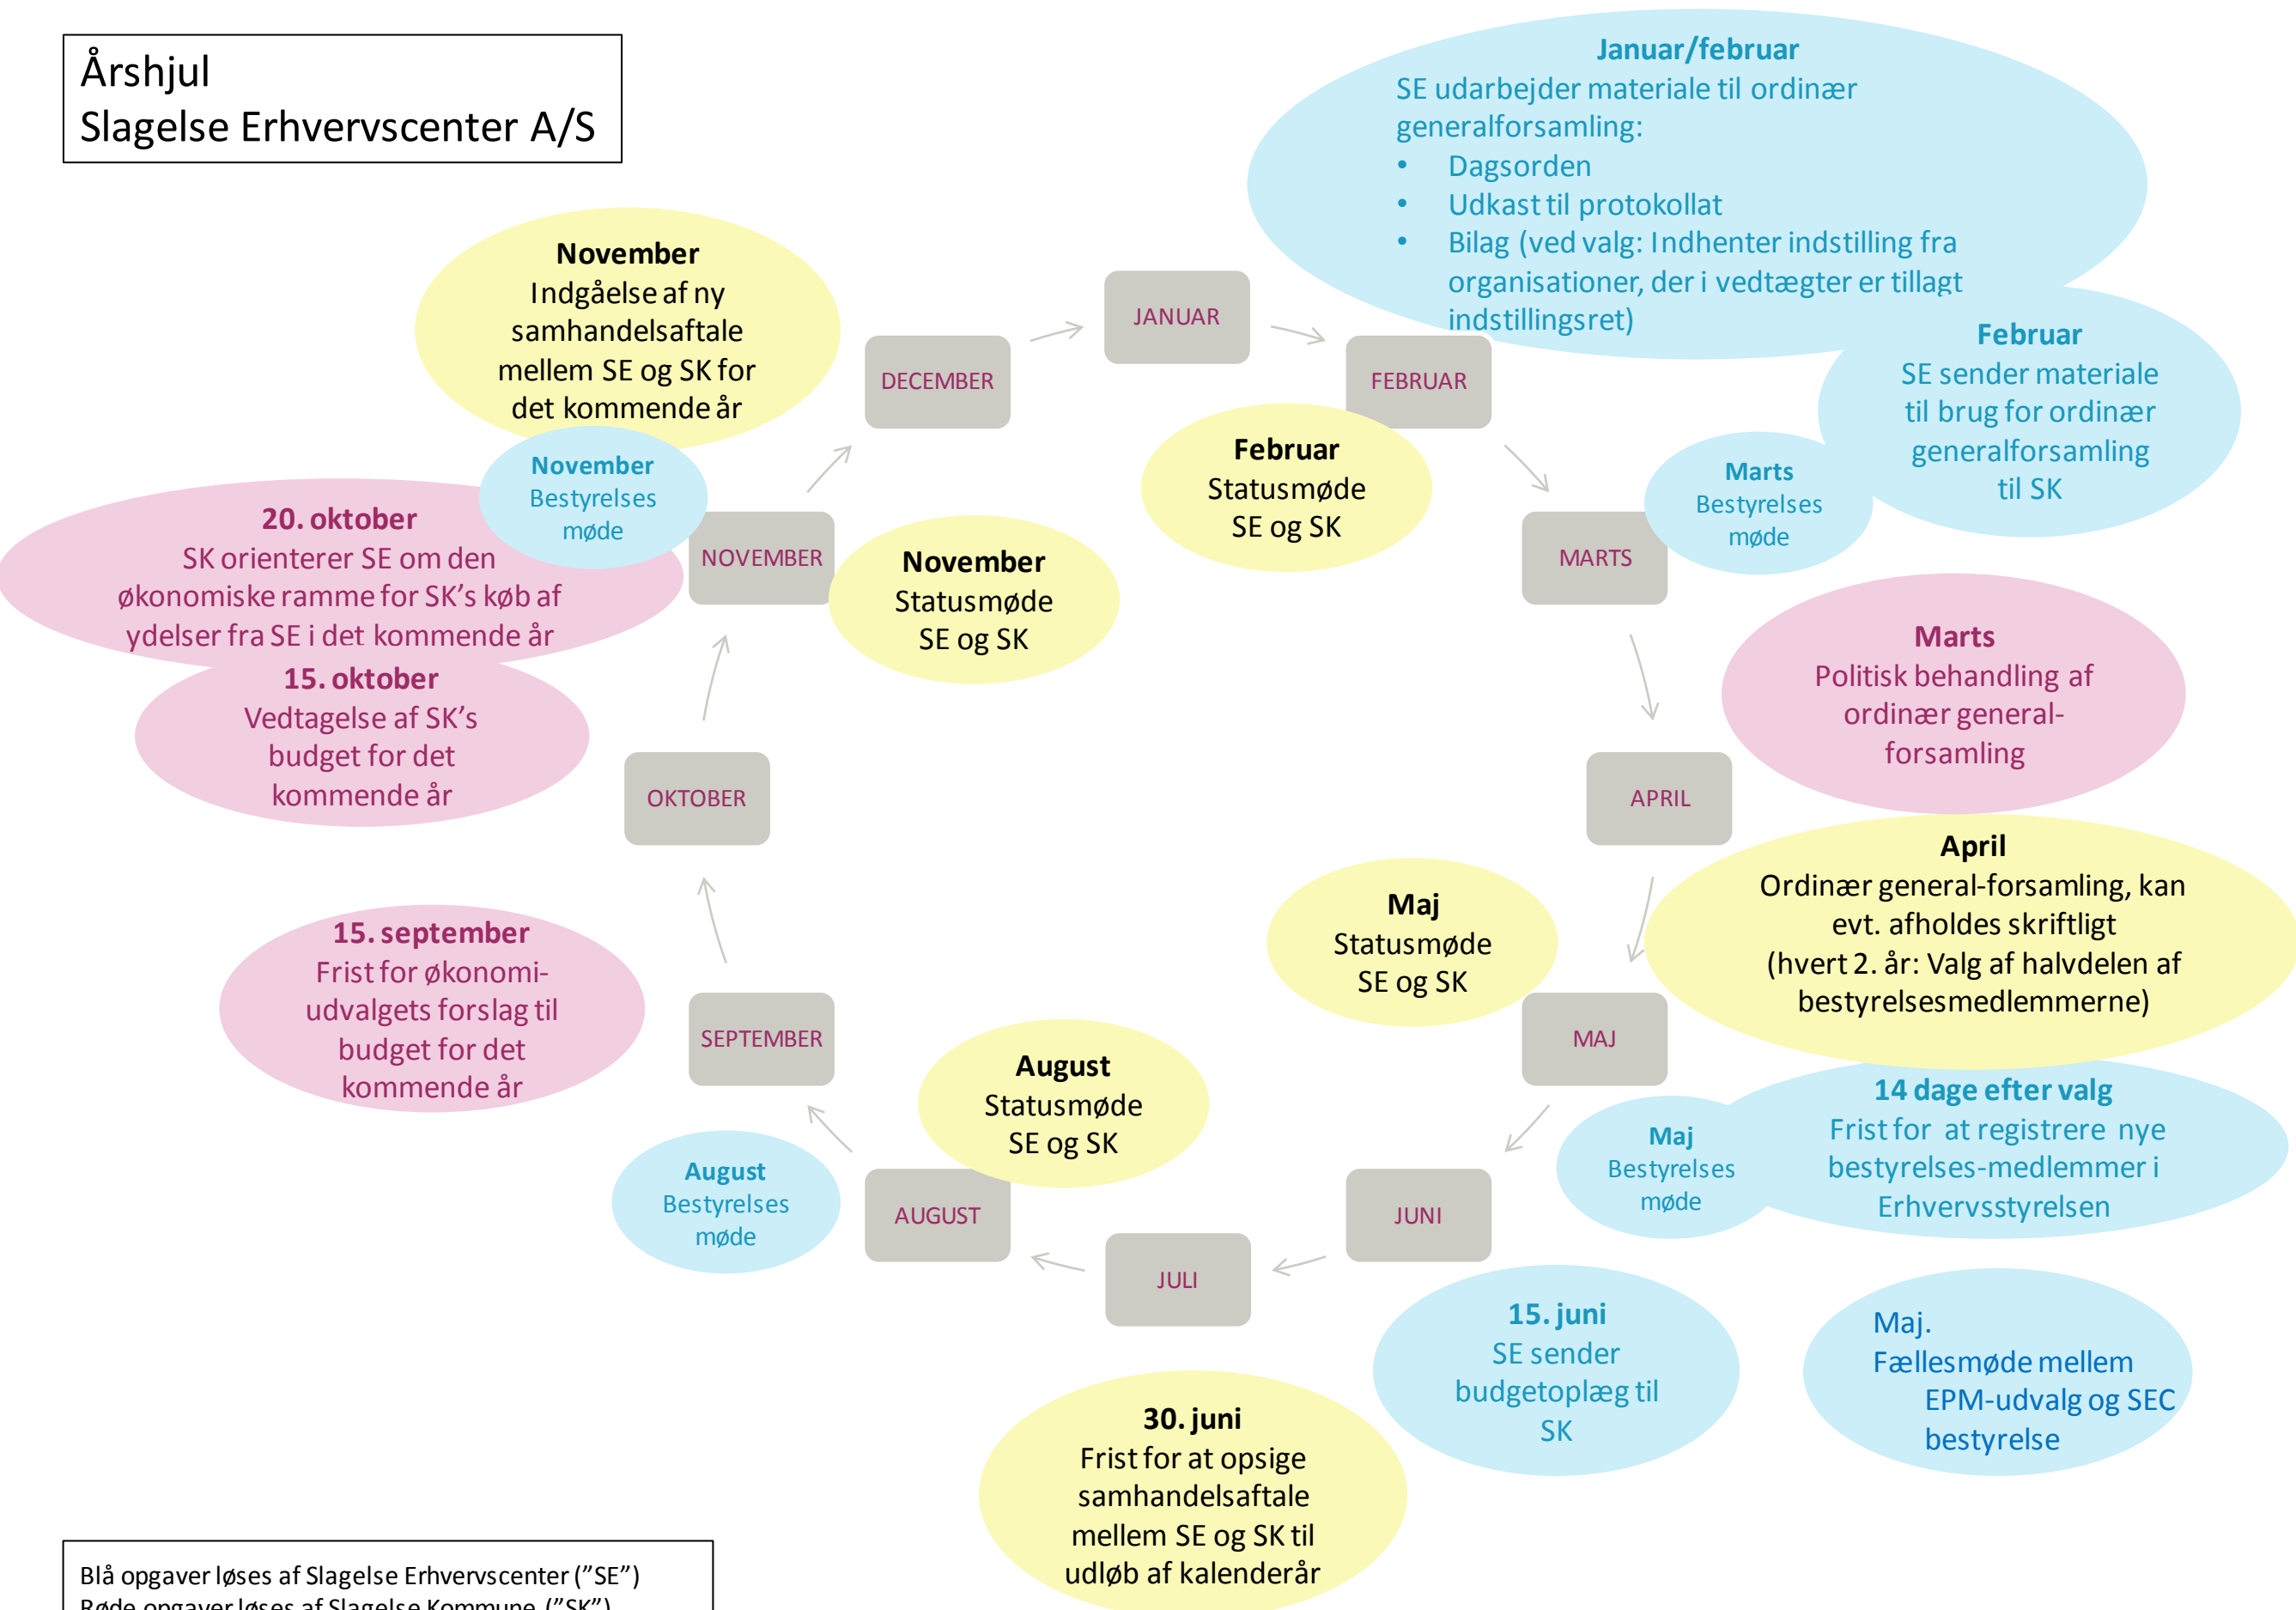 Årshjul
Slagelse Erhvervscenter A/S
Januar/februar
SE udarbejder materiale til ordinær
generalforsamling:
• Dagsorden
• Udkast til protokollat
• Bilag (ved valg: Indhenter indstilling fra
organisationer, der i vedtægter er tillagt
indstillingsret)
Februar
SE sender materiale
til brug for ordinær
generalforsamling
til SK
November
Indgåelse af ny
samhandelsaftale
mellem SE og SK for
det kommende år
JANUAR
DECEMBER
FEBRUAR
Februar
Statusmøde
SE og SK
Marts
Bestyrelses
møde
November
Bestyrelses
møde
20. oktober
SK orienterer SE om den
økonomiske ramme for SK's køb af
ydelser fra SE i det kommende år
NOVEMBER
November
Statusmøde
SE og SK
MARTS
Marts
Politisk behandling af
ordinær general-
forsamling
15. oktober
Vedtagelse af SK's
budget for det
kommende år
OKTOBER
APRIL
April
Ordinær general-forsamling, kan
evt. afholdes skriftligt
(hvert 2. år: Valg af halvdelen af
bestyrelsesmedlemmerne)
Maj
Statusmøde
SE og SK
15. september
Frist for økonomi-
udvalgets forslag til
budget for det
kommende år
SEPTEMBER
MAJ
August
Statusmøde
SE og SK
14 dage efter valg
Frist for at registrere nye
bestyrelses-medlemmer i
Erhvervsstyrelsen
Maj
Bestyrelses
møde
August
Bestyrelses
møde
AUGUST
JUNI
JULI
15. juni
SE sender
budgetoplæg til
SK
Maj.
Fællesmøde mellem
EPM-udvalg og SEC
bestyrelse
30. juni
Frist for at opsige
samhandelsaftale
mellem SE og SK til
udløb af kalenderår
Blå opgaver løses af Slagelse Erhvervscenter (”SE”)
Røde opgaver løses af Slagelse Kommune (”SK”)